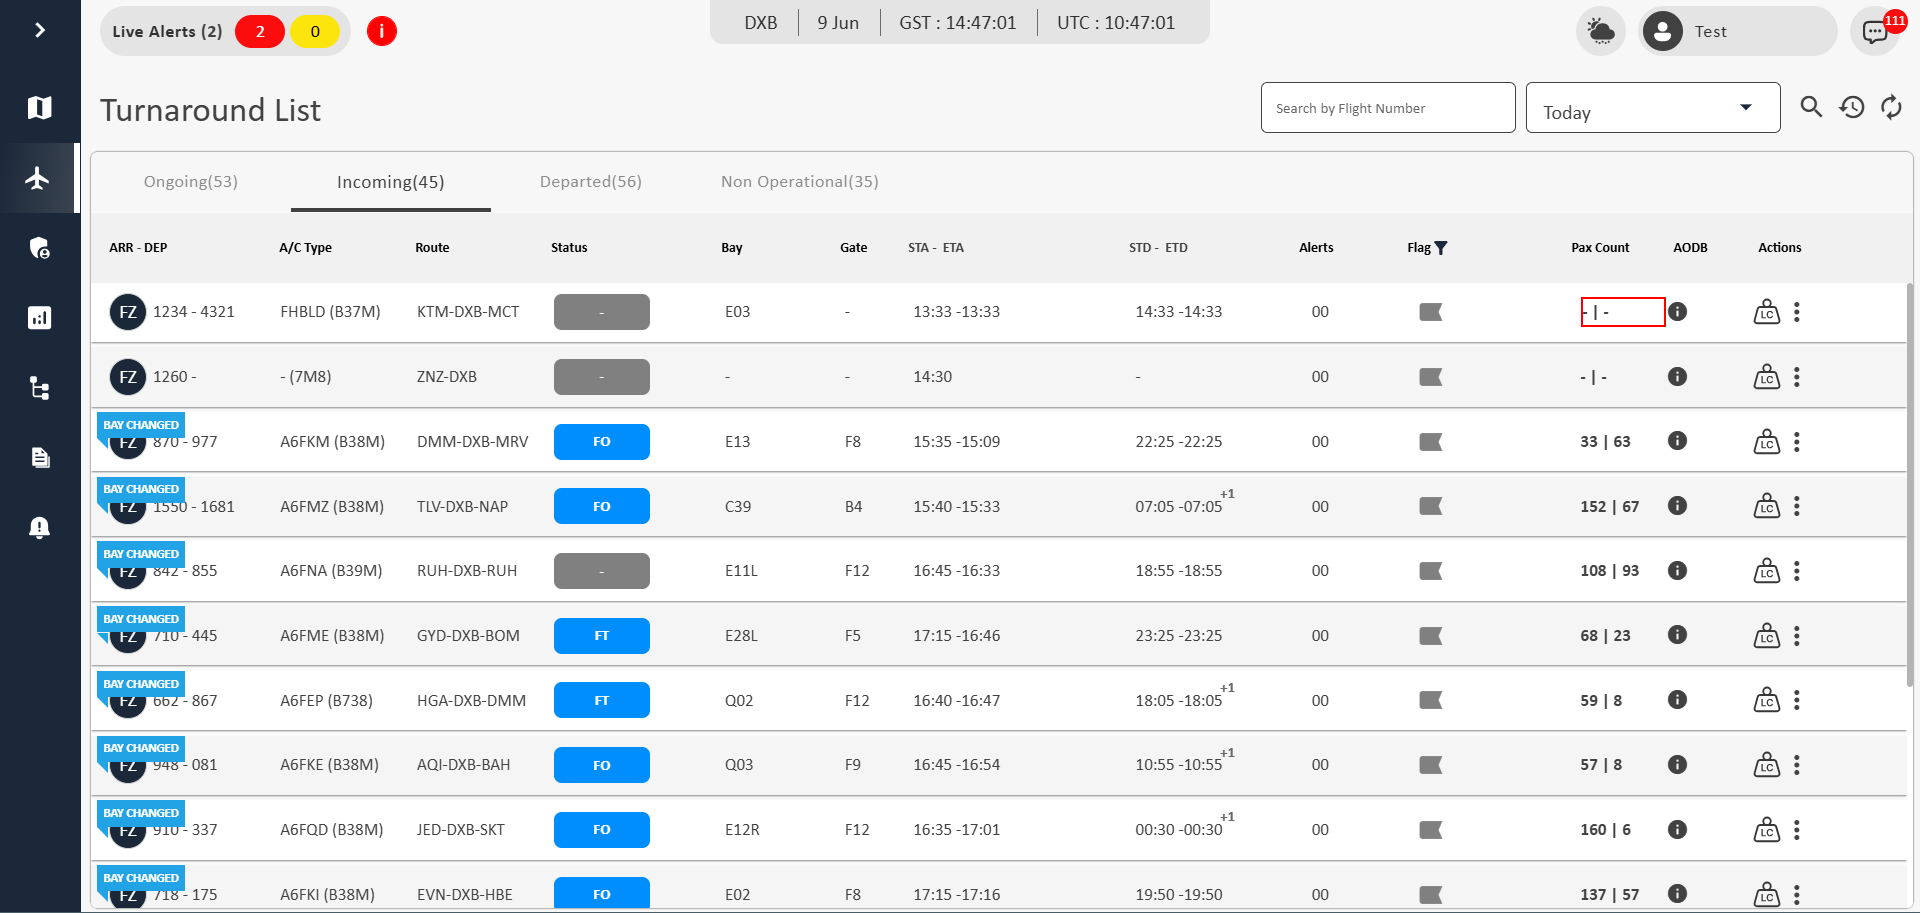 Live Alerts (2) 2 0 i DXB 9 Jun GST : 14:47:01 UTC : 10:47:01 Test 111
Turnaround List Search by Flight Number Today
Ongoing(53) Incoming(45) Departed(56) Non Operational(35)
ARR - DEP A/C Type Route Status Bay Gate STA - ETA STD - ETD Alerts Flag Pax Count AODB Actions
FZ 1234 - 4321 FHBLD (B37M) KTM-DXB-MCT - E03 - 13:33 -13:33 14:33 -14:33 00 - | - i LC
FZ 1260 - - (7M8) ZNZ-DXB - - - 14:30 - 00 - | - i LC
BAY CHANGED
FZ 870 - 977 A6FKM (B38M) DMM-DXB-MRV FO E13 F8 15:35 -15:09 22:25 -22:25 00 33 | 63 i LC
BAY CHANGED
FZ 1550 - 1681 A6FMZ (B38M) TLV-DXB-NAP FO C39 B4 15:40 -15:33 07:05 -07:05 +1 00 152 | 67 i LC
BAY CHANGED
FZ 842 - 855 A6FNA (B39M) RUH-DXB-RUH - E11L F12 16:45 -16:33 18:55 -18:55 00 108 | 93 i LC
BAY CHANGED
FZ 710 - 445 A6FME (B38M) GYD-DXB-BOM FT E28L F5 17:15 -16:46 23:25 -23:25 00 68 | 23 i LC
BAY CHANGED
FZ 662 - 867 A6FEP (B738) HGA-DXB-DMM FT Q02 F12 16:40 -16:47 18:05 -18:05 +1 00 59 | 8 i LC
BAY CHANGED
FZ 948 - 081 A6FKE (B38M) AQI-DXB-BAH FO Q03 F9 16:45 -16:54 10:55 -10:55 +1 00 57 | 8 i LC
BAY CHANGED
FZ 910 - 337 A6FQD (B38M) JED-DXB-SKT FO E12R F12 16:35 -17:01 00:30 -00:30 +1 00 160 | 6 i LC
BAY CHANGED
FZ 718 - 175 A6FKI (B38M) EVN-DXB-HBE FO E02 F8 17:15 -17:16 19:50 -19:50 00 137 | 57 i LC